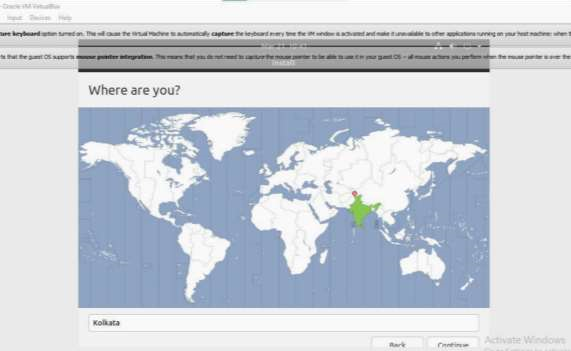 Oracle VM VirtualBox
Input Devices Help
ture keyboard option turned on. This will cause the Virtual Machine to automatically capture the keyboard every time the VM window is activated and make it unavailable to other applications running on your host machine: when t
ts that the guest OS supports mouse pointer integration. This means that you do not need to capture the mouse pointer to be able to use it in your guest OS -- all mouse actions you perform when the mouse pointer is over the
Install
Where are you?
Kolkata
Back Continue
Activate Windows